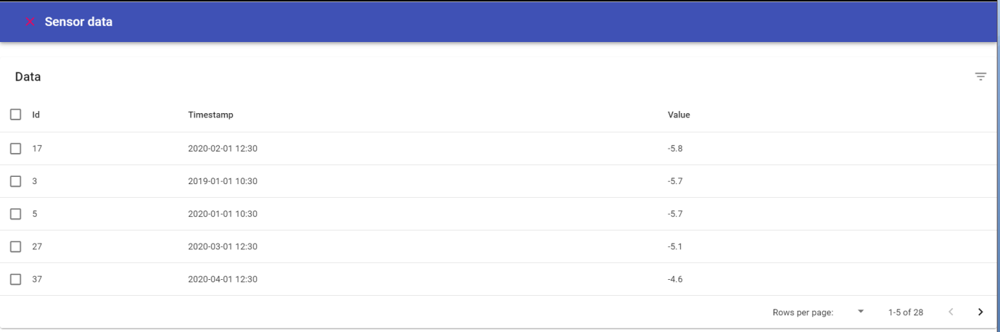 Sensor data
Data
Id Timestamp Value
17 2020-02-01 12:30 -5.8
3 2019-01-01 10:30 -5.7
5 2020-01-01 10:30 -5.7
27 2020-03-01 12:30 -5.1
37 2020-04-01 12:30 -4.6
Rows per page: 1-5 of 28